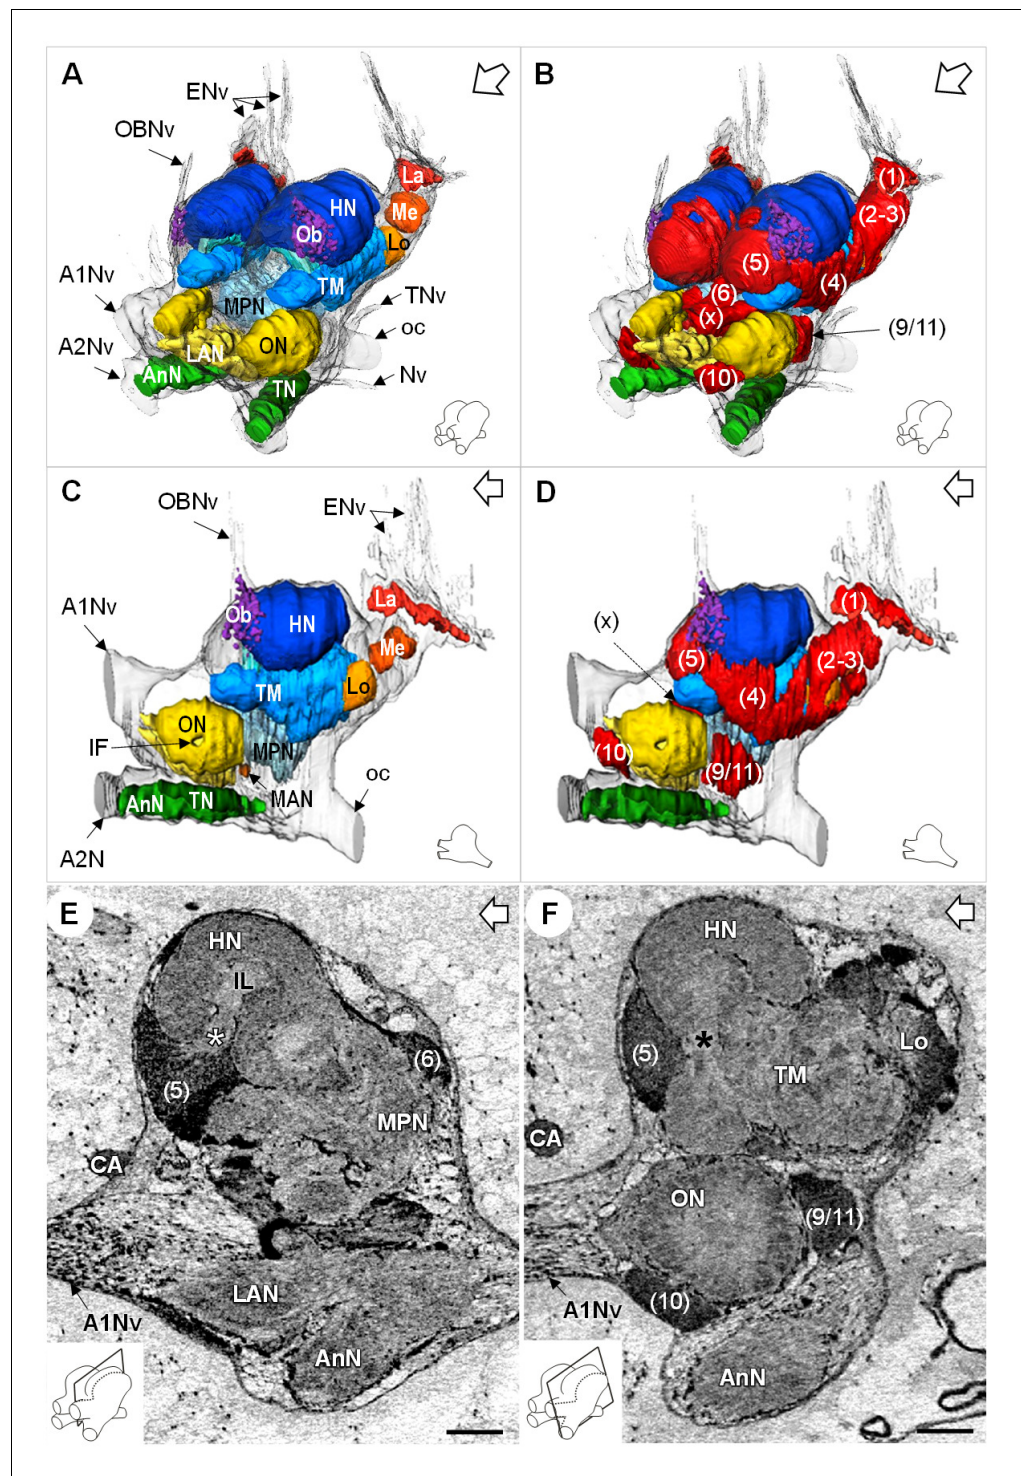 A
ENv
OBNv
La
HN
Me
Ob
Lo
A1Nv
TM
TNv
MPN
oc
A2Nv
LAN
ON
AnN
Nv
TN
B
(1)
(2-3)
(5)
(4)
(6)
(x)
(9/11)
(10)
C
OBNv
ENv
A1Nv
Ob
La
HN
Me
TM
Lo
ON
IF
MPN
oc
AnN
TN
MAN
A2N
D
(1)
(x)
(5)
(2-3)
(4)
(10)
(9/11)
E
HN
IL
*
(5)
(6)
MPN
CA
LAN
A1Nv
AnN
F
HN
(5)
*
Lo
TM
CA
ON
(9/11)
(10)
A1Nv
AnN